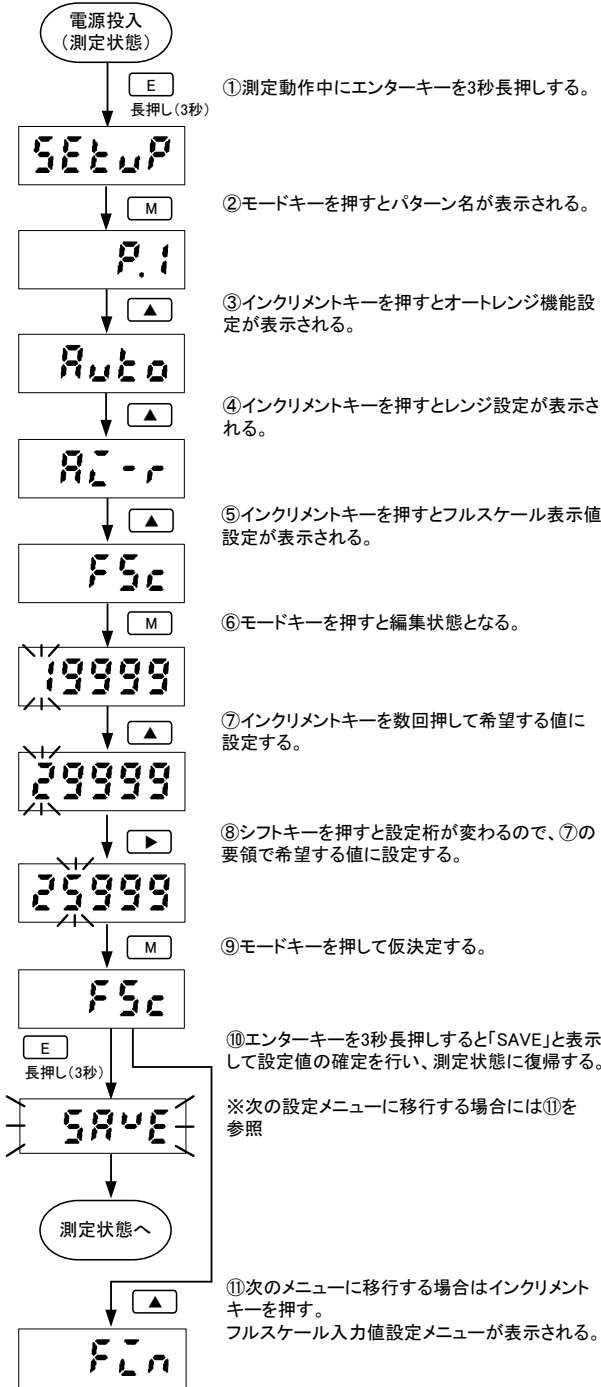 電源投入
(測定状態)
E
長押し(3秒)
①測定動作中にエンターキーを3秒長押しする。
SEtuP
M
②モードキーを押すとパターン名が表示される。
P.1
▲
③インクリメントキーを押すとオートレンジ機能設
定が表示される。
Auto
▲
④インクリメントキーを押すとレンジ設定が表示さ
れる。
Ai-r
▲
⑤インクリメントキーを押すとフルスケール表示値
設定が表示される。
FSc
M
⑥モードキーを押すと編集状態となる。
19999
▲
⑦インクリメントキーを数回押して希望する値に
設定する。
29999
▶
⑧シフトキーを押すと設定桁が変わるので、⑦の
要領で希望する値に設定する。
25999
M
⑨モードキーを押して仮決定する。
FSc
E
長押し(3秒)
⑩エンターキーを3秒長押しすると「SAVE」と表示
して設定値の確定を行い、測定状態に復帰する。
※次の設定メニューに移行する場合には⑪を
参照
SAvE
測定状態へ
▲
⑪次のメニューに移行する場合はインクリメント
キーを押す。
フルスケール入力値設定メニューが表示される。
Fin